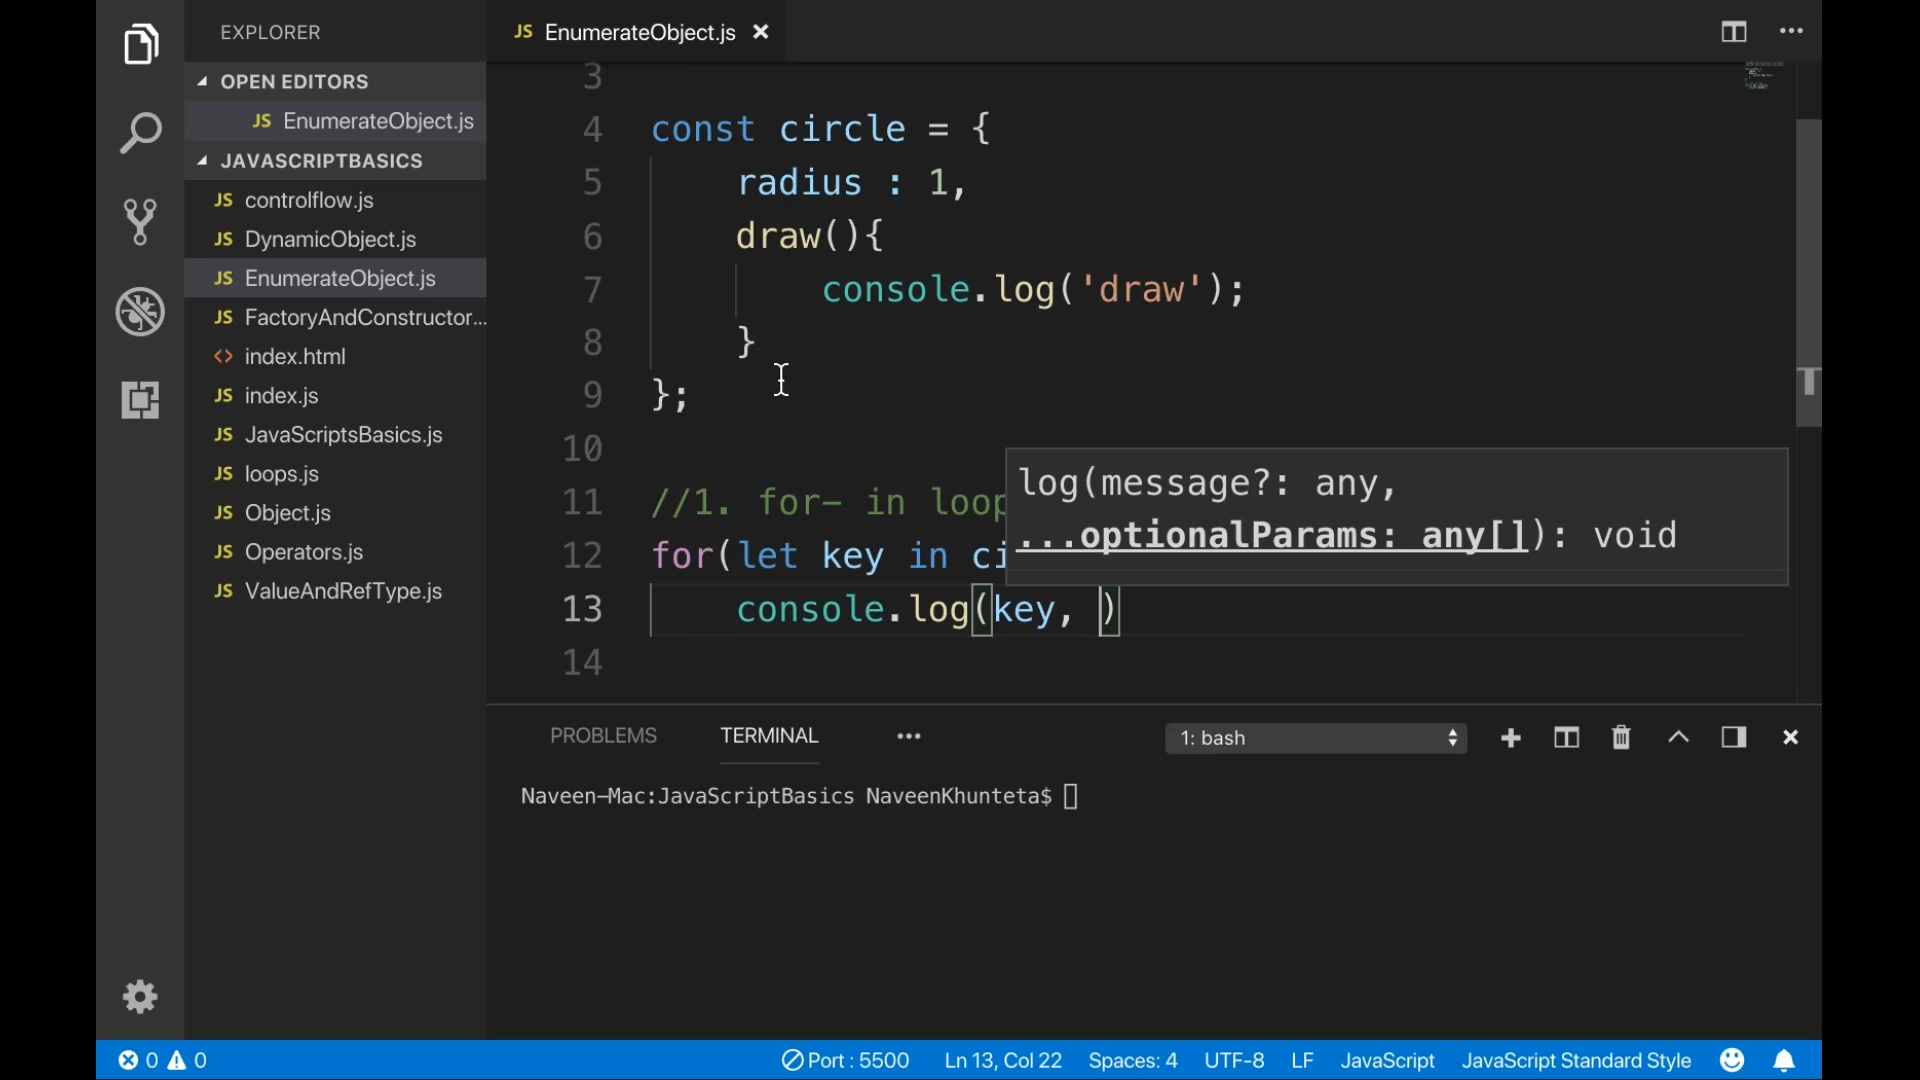 EXPLORER
OPEN EDITORS
JS EnumerateObject.js
JAVASCRIPTBASICS
JS controlflow.js
JS DynamicObject.js
JS EnumerateObject.js
JS FactoryAndConstructor...
<> index.html
JS index.js
JS JavaScriptsBasics.js
JS loops.js
JS Object.js
JS Operators.js
JS ValueAndRefType.js
JS EnumerateObject.js
3
4 const circle = {
5 radius : 1,
6 draw(){
7 console.log('draw');
8 }
9 };
10
11 //1. for- in loop
12 for(let key in ci
13 console.log(key, )
14
log(message?: any,
...optionalParams: any[]): void
PROBLEMS TERMINAL ••• 1: bash
Naveen-Mac:JavaScriptBasics NaveenKhunteta$
0 0 Port : 5500 Ln 13, Col 22 Spaces: 4 UTF-8 LF JavaScript JavaScript Standard Style